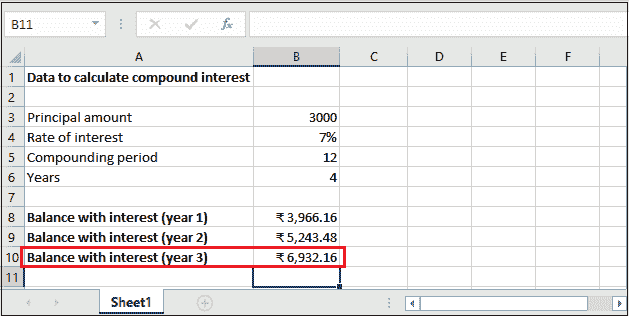 B11 fx
A B C D E F
1 Data to calculate compound interest
2
3 Principal amount 3000
4 Rate of interest 7%
5 Compounding period 12
6 Years 4
7
8 Balance with interest (year 1) ₹ 3,966.16
9 Balance with interest (year 2) ₹ 5,243.48
10 Balance with interest (year 3) ₹ 6,932.16
11
Sheet1